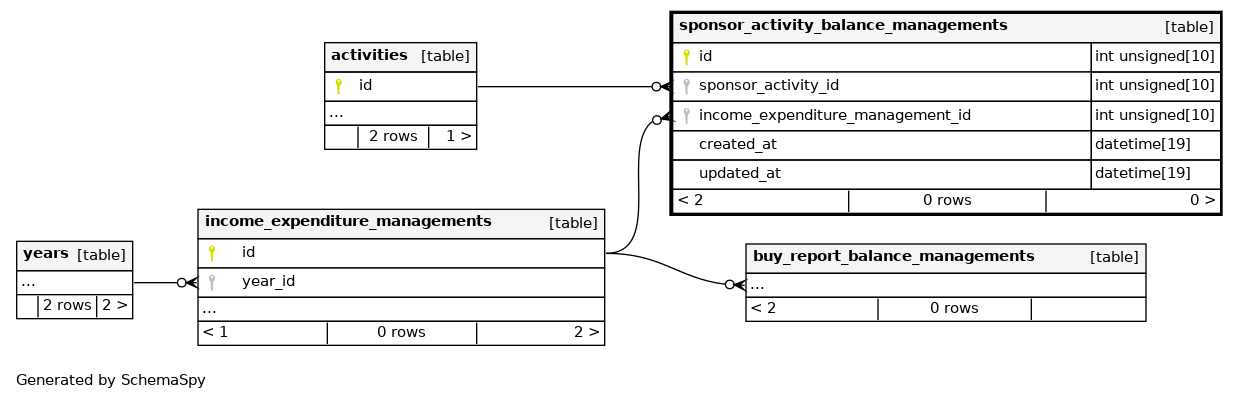 sponsor_activity_balance_managements [table]
id int unsigned[10]
sponsor_activity_id int unsigned[10]
income_expenditure_management_id int unsigned[10]
created_at datetime[19]
updated_at datetime[19]
< 2 0 rows 0 >
activities [table]
id
...
2 rows 1 >
income_expenditure_managements [table]
id
year_id
...
< 1 0 rows 2 >
years [table]
...
2 rows 2 >
buy_report_balance_managements [table]
...
< 2 0 rows
Generated by SchemaSpy